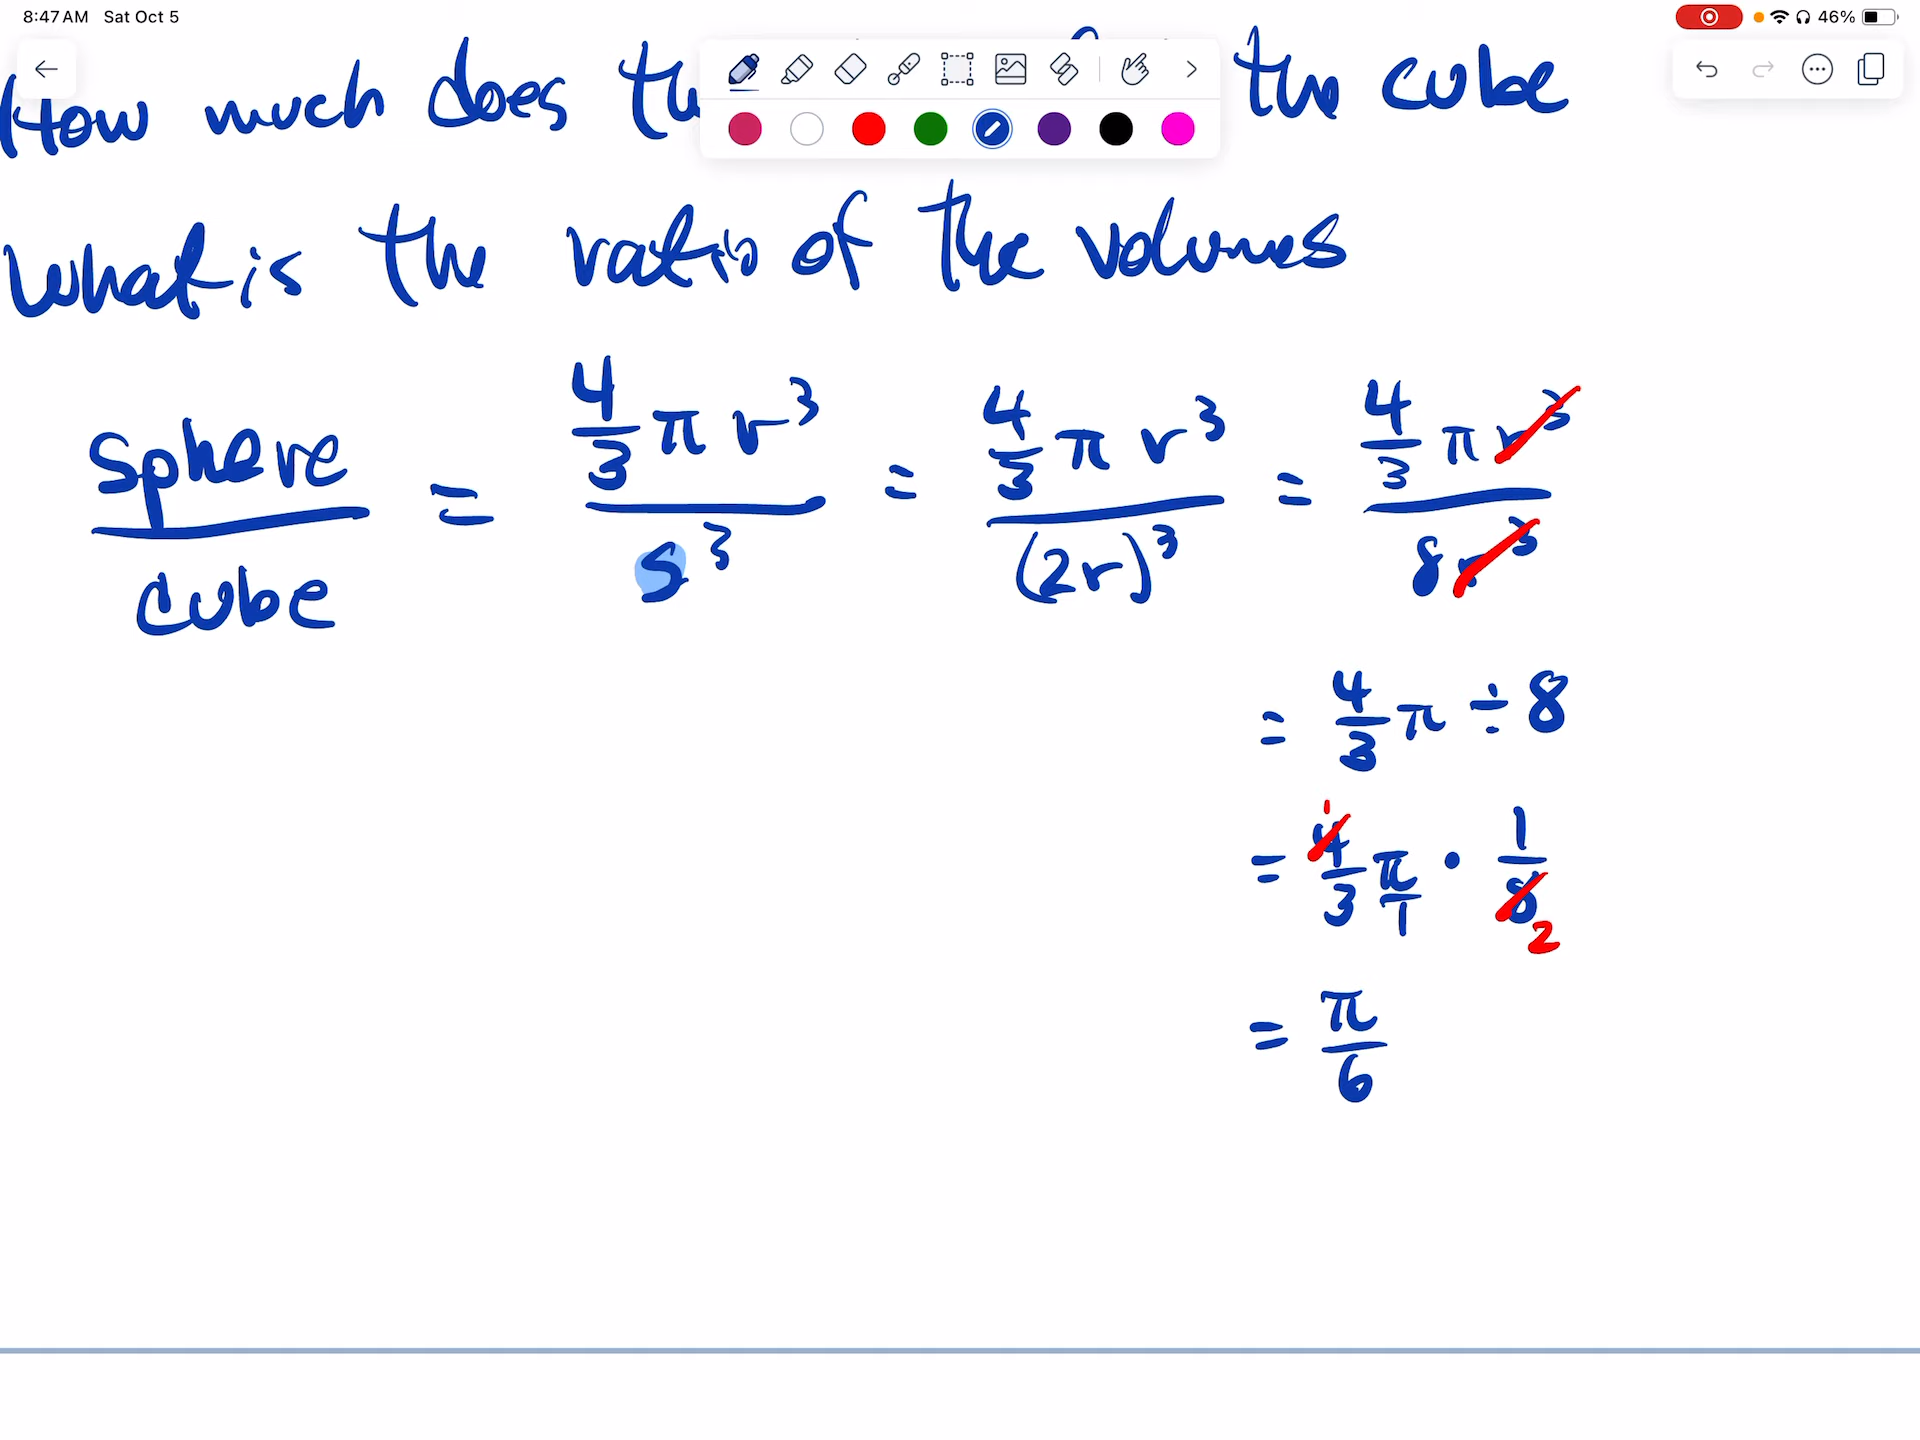 8:47 AM Sat Oct 5
46%
How much does the cube
What is the ratio of the volumes
sphere / cube = 4/3 π r³ / s³ = 4/3 π r³ / (2r)³ = 4/3 π r³ / 8r³
= 4/3 π ÷ 8
= 4/3 π/1 · 1/8 1 2
= π/6